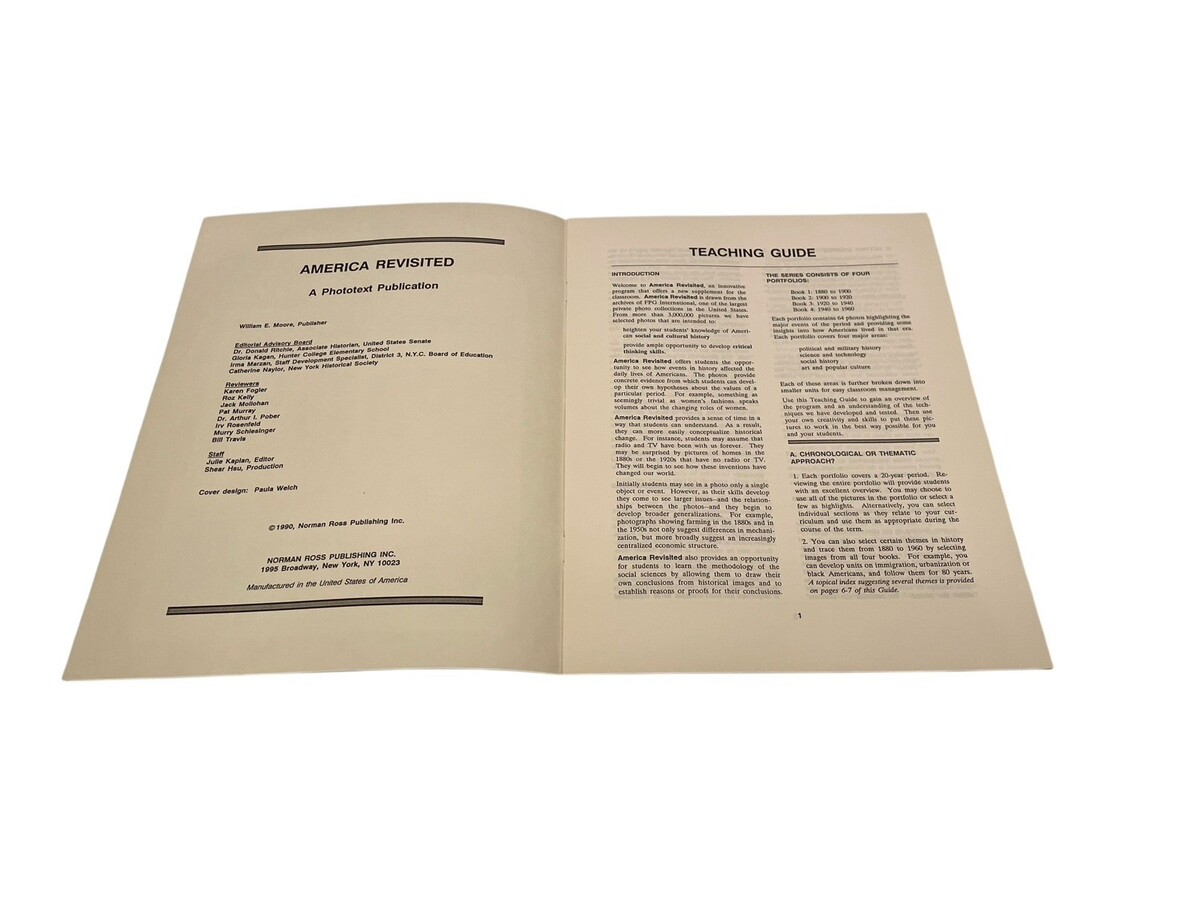 AMERICA REVISITED
A Phototext Publication
William E. Moore, Publisher
Editorial Advisory Board
Dr. Donald Ritchie, Associate Historian, United States Senate
Gloria Kagan, Hunter College Elementary School
Irma Marzan, Staff Development Specialist, District 3, N.Y.C. Board of Education
Catherine Naylor, New York Historical Society
Reviewers
Karen Fogler
Roz Kelly
Jack Mollohan
Pat Murray
Dr. Arthur I. Pober
Irv Rosenfeld
Murry Schlesinger
Bill Travis
Staff
Julie Kaplan, Editor
Shear Hsu, Production
Cover design: Paula Welch
©1990, Norman Ross Publishing Inc.
NORMAN ROSS PUBLISHING INC.
1995 Broadway, New York, NY 10023
Manufactured in the United States of America
TEACHING GUIDE
INTRODUCTION
Welcome to America Revisited, an innovative
program that offers a new supplement for the
classroom. America Revisited is drawn from the
archives of FPG International, one of the largest
private photo collections in the United States.
From more than 3,000,000 pictures we have
selected photos that are intended to:
heighten your students' knowledge of Ameri-
can social and cultural history
provide ample opportunity to develop critical
thinking skills.
America Revisited offers students the oppor-
tunity to see how events in history affected the
daily lives of Americans. The photos provide
concrete evidence from which students can devel-
op their own hypotheses about the values of a
particular period. For example, something as
seemingly trivial as women's fashions speaks
volumes about the changing roles of women.
America Revisited provides a sense of time in a
way that students can understand. As a result,
they can more easily conceptualize historical
change. For instance, students may assume that
radio and TV have been with us forever. They
may be surprised by pictures of homes in the
1880s or the 1920s that have no radio or TV.
They will begin to see how these inventions have
changed our world.
Initially students may see in a photo only a single
object or event. However, as their skills develop
they come to see larger issues--and the relation-
ships between the photos--and they begin to
develop broader generalizations. For example,
photographs showing farming in the 1880s and in
the 1950s not only suggest differences in mechani-
zation, but more broadly suggest an increasingly
centralized economic structure.
America Revisited also provides an opportunity
for students to learn the methodology of the
social sciences by allowing them to draw their
own conclusions from historical images and to
establish reasons or proofs for their conclusions.
THE SERIES CONSISTS OF FOUR
PORTFOLIOS:
Book 1: 1880 to 1900
Book 2: 1900 to 1920
Book 3: 1920 to 1940
Book 4: 1940 to 1960
Each portfolio contains 64 photos highlighting the
major events of the period and providing some
insights into how Americans lived in that era.
Each portfolio covers four major areas:
political and military history
science and technology
social history
art and popular culture
Each of these areas is further broken down into
smaller units for easy classroom management.
Use this Teaching Guide to gain an overview of
the program and an understanding of the tech-
niques we have developed and tested. Then use
your own creativity and skills to put these pic-
tures to work in the best way possible for you
and your students.
A. CHRONOLOGICAL OR THEMATIC
APPROACH?
1. Each portfolio covers a 20-year period. Re-
viewing the entire portfolio will provide students
with an excellent overview. You may choose to
use all of the pictures in the portfolio or select a
few as highlights. Alternatively, you can select
individual sections as they relate to your cur-
riculum and use them as appropriate during the
course of the term.
2. You can also select certain themes in history
and trace them from 1880 to 1960 by selecting
images from all four books. For example, you
can develop units on immigration, urbanization or
black Americans, and follow them for 80 years.
A topical index suggesting several themes is provided
on pages 6-7 of this Guide.
1